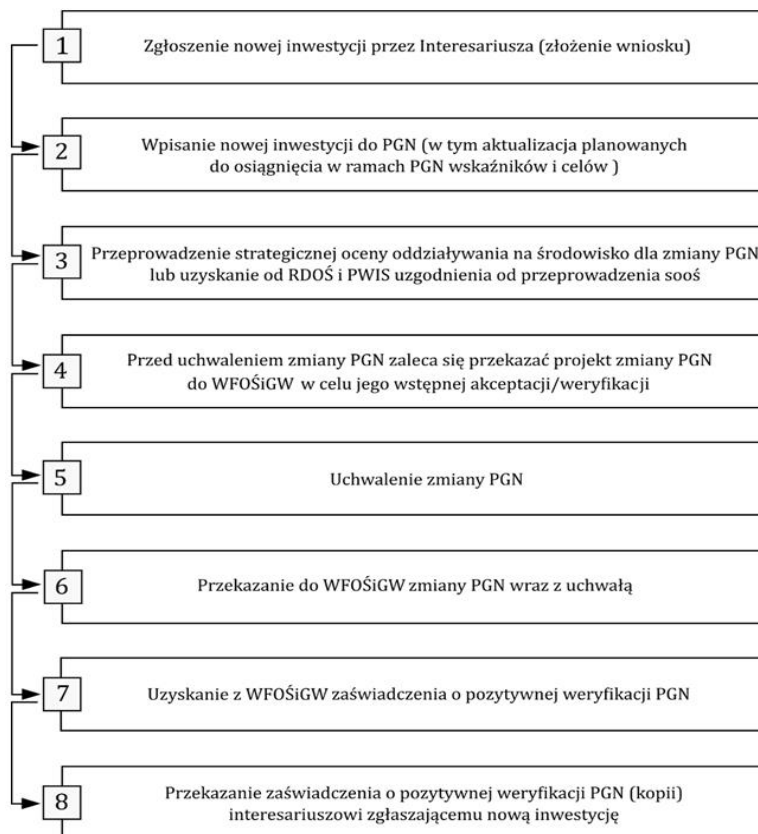 1
Zgłoszenie nowej inwestycji przez Interesariusza (złożenie wniosku)
2
Wpisanie nowej inwestycji do PGN (w tym aktualizacja planowanych
do osiągnięcia w ramach PGN wskaźników i celów )
3
Przeprowadzenie strategicznej oceny oddziaływania na środowisko dla zmiany PGN
lub uzyskanie od RDOŚ i PWIS uzgodnienia od przeprowadzenia sooś
4
Przed uchwaleniem zmiany PGN zaleca się przekazać projekt zmiany PGN
do WFOŚiGW w celu jego wstępnej akceptacji/weryfikacji
5
Uchwalenie zmiany PGN
6
Przekazanie do WFOŚiGW zmiany PGN wraz z uchwałą
7
Uzyskanie z WFOŚiGW zaświadczenia o pozytywnej weryfikacji PGN
8
Przekazanie zaświadczenia o pozytywnej weryfikacji PGN (kopii)
interesariuszowi zgłaszającemu nową inwestycję